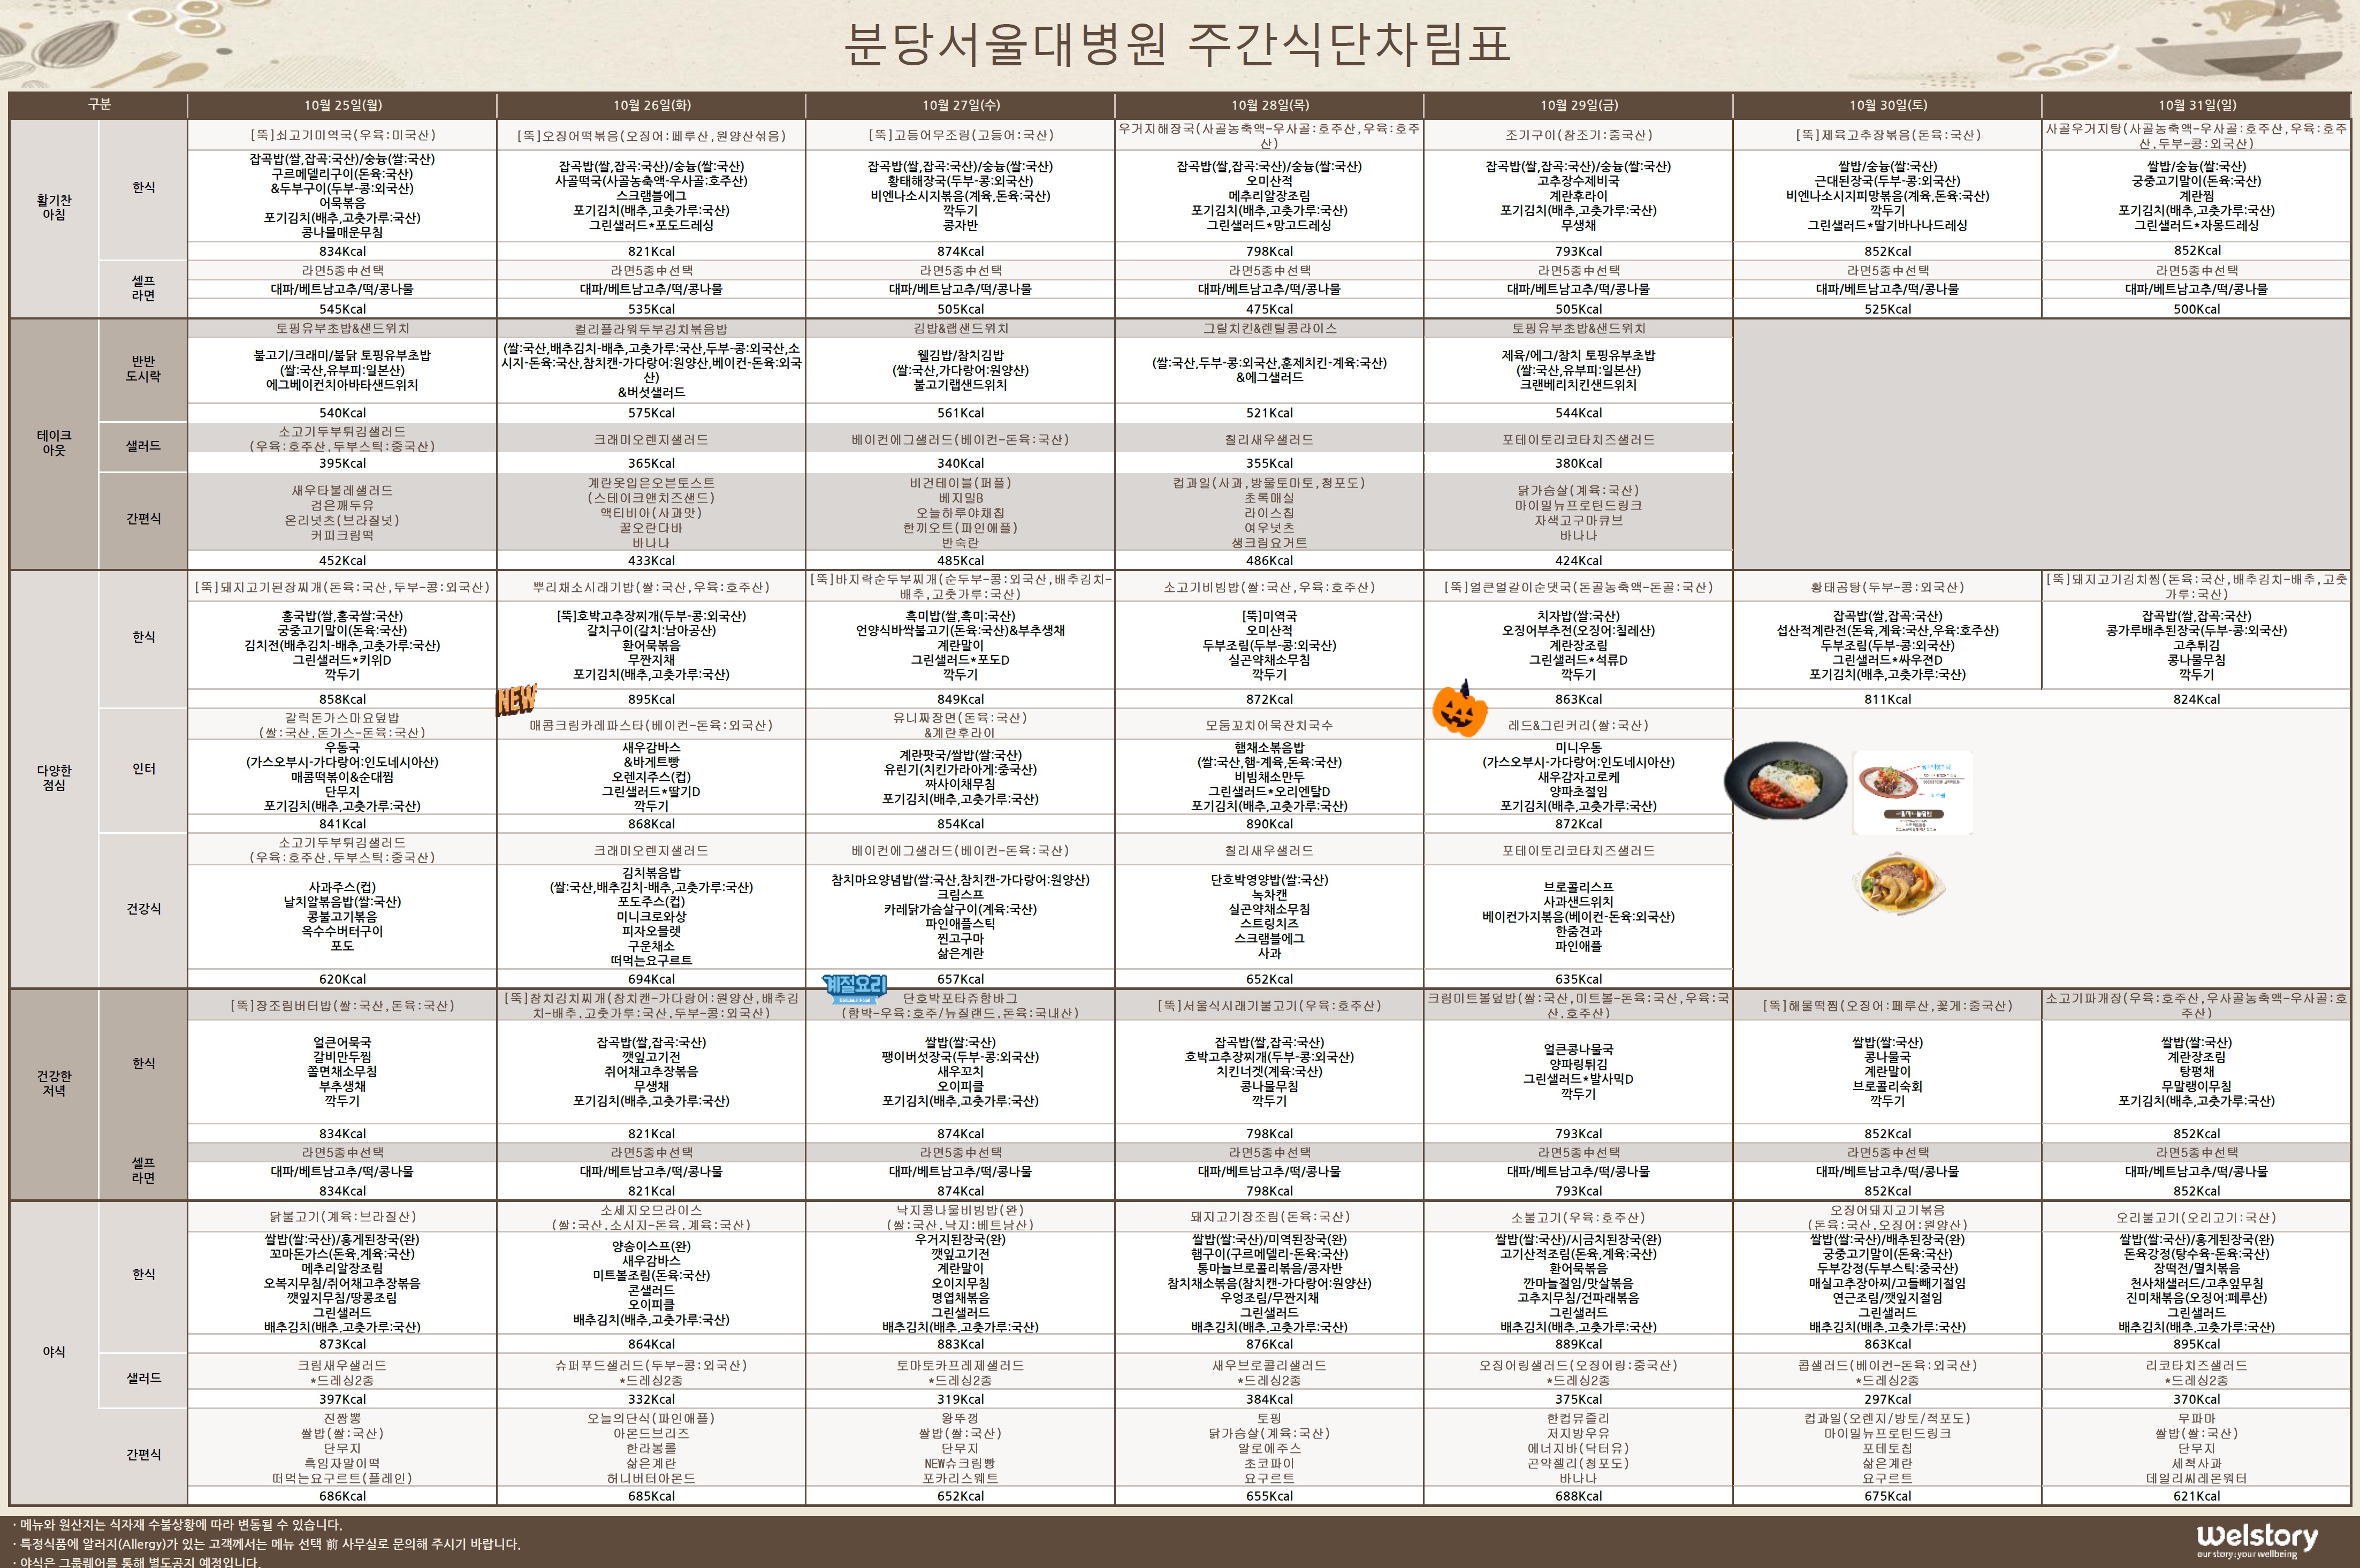 분당서울대병원 주간식단차림표
구분
10월 25일(월)
10월 26일(화)
10월 27일(수)
10월 28일(목)
10월 29일(금)
10월 30일(토)
10월 31일(일)
활기찬
아침
한식
[뚝]쇠고기미역국(우육:미국산)
잡곡밥(쌀,잡곡:국산)/숭늉(쌀:국산)
구르메델리구이(돈육:국산)
&두부구이(두부-콩:외국산)
어묵볶음
포기김치(배추,고춧가루:국산)
콩나물매운무침
834Kcal
[뚝]오징어떡볶음(오징어:페루산,원양산섞음)
잡곡밥(쌀,잡곡:국산)/숭늉(쌀:국산)
사골떡국(사골농축액-우사골:호주산)
스크램블에그
포기김치(배추,고춧가루:국산)
그린샐러드*포도드레싱
821Kcal
[뚝]고등어무조림(고등어:국산)
잡곡밥(쌀,잡곡:국산)/숭늉(쌀:국산)
황태해장국(두부-콩:외국산)
비엔나소시지볶음(계육,돈육:국산)
깍두기
콩자반
874Kcal
우거지해장국(사골농축액-우사골:호주산,우육:호주
산)
잡곡밥(쌀,잡곡:국산)/숭늉(쌀:국산)
오미산적
메추리알장조림
포기김치(배추,고춧가루:국산)
그린샐러드*망고드레싱
798Kcal
조기구이(참조기:중국산)
잡곡밥(쌀,잡곡:국산)/숭늉(쌀:국산)
고추장수제비국
계란후라이
포기김치(배추,고춧가루:국산)
무생채
793Kcal
[뚝]제육고추장볶음(돈육:국산)
쌀밥/숭늉(쌀:국산)
근대된장국(두부-콩:외국산)
비엔나소시지피망볶음(계육,돈육:국산)
깍두기
그린샐러드*딸기바나나드레싱
852Kcal
사골우거지탕(사골농축액-우사골:호주산,우육:호주
산,두부-콩:외국산)
쌀밥/숭늉(쌀:국산)
궁중고기말이(돈육:국산)
계란찜
포기김치(배추,고춧가루:국산)
그린샐러드*자몽드레싱
852Kcal
셀프
라면
라면5종中선택
대파/베트남고추/떡/콩나물
545Kcal
라면5종中선택
대파/베트남고추/떡/콩나물
535Kcal
라면5종中선택
대파/베트남고추/떡/콩나물
505Kcal
라면5종中선택
대파/베트남고추/떡/콩나물
475Kcal
라면5종中선택
대파/베트남고추/떡/콩나물
505Kcal
라면5종中선택
대파/베트남고추/떡/콩나물
525Kcal
라면5종中선택
대파/베트남고추/떡/콩나물
500Kcal
테이크
아웃
반반
도시락
토핑유부초밥&샌드위치
불고기/크래미/불닭 토핑유부초밥
(쌀:국산,유부피:일본산)
에그베이컨치아바타샌드위치
540Kcal
컬리플라워두부김치볶음밥
(쌀:국산,배추김치-배추,고춧가루:국산,두부-콩:외국산,소
시지-돈육:국산,참치캔-가다랑어:원양산,베이컨-돈육:외국
산)
&버섯샐러드
575Kcal
김밥&랩샌드위치
웰김밥/참치김밥
(쌀:국산,가다랑어:원양산)
불고기랩샌드위치
561Kcal
그릴치킨&렌틸콩라이스
(쌀:국산,두부-콩:외국산,훈제치킨-계육:국산)
&에그샐러드
521Kcal
토핑유부초밥&샌드위치
제육/에그/참치 토핑유부초밥
(쌀:국산,유부피:일본산)
크랜베리치킨샌드위치
544Kcal
샐러드
소고기두부튀김샐러드
(우육:호주산,두부스틱:중국산)
395Kcal
크래미오렌지샐러드
365Kcal
베이컨에그샐러드(베이컨-돈육:국산)
340Kcal
칠리새우샐러드
355Kcal
포테이토리코타치즈샐러드
380Kcal
간편식
새우타불레샐러드
검은깨두유
온리넛츠(브라질넛)
커피크림떡
452Kcal
계란옷입은오븐토스트
(스테이크앤치즈샌드)
액티비아(사과맛)
꿀오란다바
바나나
433Kcal
비건테이블(퍼플)
베지밀B
오늘하루야채칩
한끼오트(파인애플)
반숙란
485Kcal
컵과일(사과,방울토마토,청포도)
초록매실
라이스칩
여우넛츠
생크림요거트
486Kcal
닭가슴살(계육:국산)
마이밀뉴프로틴드링크
자색고구마큐브
바나나
424Kcal
다양한
점심
한식
[뚝]돼지고기된장찌개(돈육:국산,두부-콩:외국산)
홍국밥(쌀,홍국쌀:국산)
궁중고기말이(돈육:국산)
김치전(배추김치-배추,고춧가루:국산)
그린샐러드*키위D
깍두기
858Kcal
뿌리채소시래기밥(쌀:국산,우육:호주산)
[뚝]호박고추장찌개(두부-콩:외국산)
갈치구이(갈치:남아공산)
환어묵볶음
무짠지채
포기김치(배추,고춧가루:국산)
NEW
895Kcal
[뚝]바지락순두부찌개(순두부-콩:외국산,배추김치-
배추,고춧가루:국산)
흑미밥(쌀,흑미:국산)
언양식바싹불고기(돈육:국산)&부추생채
계란말이
그린샐러드*포도D
깍두기
849Kcal
소고기비빔밥(쌀:국산,우육:호주산)
[뚝]미역국
오미산적
두부조림(두부-콩:외국산)
실곤약채소무침
깍두기
872Kcal
[뚝]얼큰얼갈이순댓국(돈골농축액-돈골:국산)
치자밥(쌀:국산)
오징어부추전(오징어:칠레산)
계란장조림
그린샐러드*석류D
깍두기
863Kcal
황태곰탕(두부-콩:외국산)
잡곡밥(쌀,잡곡:국산)
섭산적계란전(돈육,계육:국산,우육:호주산)
두부조림(두부-콩:외국산)
그린샐러드*싸우젼D
포기김치(배추,고춧가루:국산)
811Kcal
[뚝]돼지고기김치찜(돈육:국산,배추김치-배추,고춧
가루:국산)
잡곡밥(쌀,잡곡:국산)
콩가루배추된장국(두부-콩:외국산)
고추튀김
콩나물무침
깍두기
824Kcal
인터
갈릭돈가스마요덮밥
(쌀:국산,돈가스-돈육:국산)
우동국
(가스오부시-가다랑어:인도네시아산)
매콤떡볶이&순대찜
단무지
포기김치(배추,고춧가루:국산)
841Kcal
매콤크림카레파스타(베이컨-돈육:외국산)
새우감바스
&바게트빵
오렌지주스(컵)
그린샐러드*딸기D
깍두기
868Kcal
유니짜장면(돈육:국산)
&계란후라이
계란팟국/쌀밥(쌀:국산)
유린기(치킨가라아게:중국산)
짜사이채무침
포기김치(배추,고춧가루:국산)
854Kcal
모둠꼬치어묵잔치국수
햄채소볶음밥
(쌀:국산,햄-계육,돈육:국산)
비빔채소만두
그린샐러드*오리엔탈D
포기김치(배추,고춧가루:국산)
890Kcal
레드&그린커리(쌀:국산)
미니우동
(가스오부시-가다랑어:인도네시아산)
새우감자고로케
양파초절임
포기김치(배추,고춧가루:국산)
872Kcal
건강식
소고기두부튀김샐러드
(우육:호주산,두부스틱:중국산)
사과주스(컵)
날치알볶음밥(쌀:국산)
콩불고기볶음
옥수수버터구이
포도
620Kcal
크래미오렌지샐러드
김치볶음밥
(쌀:국산,배추김치-배추,고춧가루:국산)
포도주스(컵)
미니크로와상
피자오믈렛
구운채소
떠먹는요구르트
694Kcal
베이컨에그샐러드(베이컨-돈육:국산)
참치마요양념밥(쌀:국산,참치캔-가다랑어:원양산)
크림스프
카레닭가슴살구이(계육:국산)
파인애플스틱
찐고구마
삶은계란
657Kcal
칠리새우샐러드
단호박영양밥(쌀:국산)
녹차캔
실곤약채소무침
스트링치즈
스크램블에그
사과
652Kcal
포테이토리코타치즈샐러드
브로콜리스프
사과샌드위치
베이컨가지볶음(베이컨-돈육:외국산)
한줌견과
파인애플
635Kcal
건강한
저녁
한식
[뚝]장조림버터밥(쌀:국산,돈육:국산)
얼큰어묵국
갈비만두찜
쫄면채소무침
부추생채
깍두기
834Kcal
[뚝]참치김치찌개(참치캔-가다랑어:원양산,배추김
치-배추,고춧가루:국산,두부-콩:외국산)
잡곡밥(쌀,잡곡:국산)
깻잎고기전
쥐어채고추장볶음
무생채
포기김치(배추,고춧가루:국산)
821Kcal
계절요리
단호박포타쥬함바그
(함박-우육:호주/뉴질랜드,돈육:국내산)
쌀밥(쌀:국산)
팽이버섯장국(두부-콩:외국산)
새우꼬치
오이피클
포기김치(배추,고춧가루:국산)
874Kcal
[뚝]서울식시래기불고기(우육:호주산)
잡곡밥(쌀,잡곡:국산)
호박고추장찌개(두부-콩:외국산)
치킨너겟(계육:국산)
콩나물무침
깍두기
798Kcal
크림미트볼덮밥(쌀:국산,미트볼-돈육:국산,우육:국
산,호주산)
얼큰콩나물국
양파링튀김
그린샐러드*발사믹D
깍두기
793Kcal
[뚝]해물떡찜(오징어:페루산,꽃게:중국산)
쌀밥(쌀:국산)
콩나물국
계란말이
브로콜리숙회
깍두기
852Kcal
소고기파개장(우육:호주산,우사골농축액-우사골:호
주산)
쌀밥(쌀:국산)
계란장조림
탕평채
무말랭이무침
포기김치(배추,고춧가루:국산)
852Kcal
셀프
라면
라면5종中선택
대파/베트남고추/떡/콩나물
834Kcal
라면5종中선택
대파/베트남고추/떡/콩나물
821Kcal
라면5종中선택
대파/베트남고추/떡/콩나물
874Kcal
라면5종中선택
대파/베트남고추/떡/콩나물
798Kcal
라면5종中선택
대파/베트남고추/떡/콩나물
793Kcal
라면5종中선택
대파/베트남고추/떡/콩나물
852Kcal
라면5종中선택
대파/베트남고추/떡/콩나물
852Kcal
야식
한식
닭불고기(계육:브라질산)
쌀밥(쌀:국산)/홍게된장국(완)
꼬마돈가스(돈육,계육:국산)
메추리알장조림
오복지무침/쥐어채고추장볶음
깻잎지무침/땅콩조림
그린샐러드
배추김치(배추,고춧가루:국산)
873Kcal
소세지오므라이스
(쌀:국산,소시지-돈육,계육:국산)
양송이스프(완)
새우감바스
미트볼조림(돈육:국산)
콘샐러드
오이피클
배추김치(배추,고춧가루:국산)
864Kcal
낙지콩나물비빔밥(완)
(쌀:국산,낙지:베트남산)
우거지된장국(완)
깻잎고기전
계란말이
오이지무침
명엽채볶음
그린샐러드
배추김치(배추,고춧가루:국산)
883Kcal
돼지고기장조림(돈육:국산)
쌀밥(쌀:국산)/미역된장국(완)
햄구이(구르메델리-돈육:국산)
통마늘브로콜리볶음/콩자반
참치채소볶음(참치캔-가다랑어:원양산)
우엉조림/무짠지채
그린샐러드
배추김치(배추,고춧가루:국산)
876Kcal
소불고기(우육:호주산)
쌀밥(쌀:국산)/시금치된장국(완)
고기산적조림(돈육,계육:국산)
환어묵볶음
깐마늘절임/맛살볶음
고추지무침/건파래볶음
그린샐러드
배추김치(배추,고춧가루:국산)
889Kcal
오징어돼지고기볶음
(돈육:국산,오징어:원양산)
쌀밥(쌀:국산)/배추된장국(완)
궁중고기말이(돈육:국산)
두부강정(두부스틱:중국산)
매실고추장아찌/고들빼기절임
연근조림/깻잎지절임
그린샐러드
배추김치(배추,고춧가루:국산)
863Kcal
오리불고기(오리고기:국산)
쌀밥(쌀:국산)/홍게된장국(완)
돈육강정(탕수육-돈육:국산)
장떡전/멸치볶음
천사채샐러드/고추잎무침
진미채볶음(오징어:페루산)
그린샐러드
배추김치(배추,고춧가루:국산)
895Kcal
샐러드
크림새우샐러드
*드레싱2종
397Kcal
슈퍼푸드샐러드(두부-콩:외국산)
*드레싱2종
332Kcal
토마토카프레제샐러드
*드레싱2종
319Kcal
새우브로콜리샐러드
*드레싱2종
384Kcal
오징어링샐러드(오징어링:중국산)
*드레싱2종
375Kcal
콥샐러드(베이컨-돈육:외국산)
*드레싱2종
297Kcal
리코타치즈샐러드
*드레싱2종
370Kcal
간편식
진짬뽕
쌀밥(쌀:국산)
단무지
흑임자말이떡
떠먹는요구르트(플레인)
686Kcal
오늘의단식(파인애플)
아몬드브리즈
한라봉롤
삶은계란
허니버터아몬드
685Kcal
왕뚜껑
쌀밥(쌀:국산)
단무지
NEW슈크림빵
포카리스웨트
652Kcal
토핑
닭가슴살(계육:국산)
알로에주스
초코파이
요구르트
655Kcal
한컵뮤즐리
저지방우유
에너지바(닥터유)
곤약젤리(청포도)
바나나
688Kcal
컵과일(오렌지/방토/적포도)
마이밀뉴프로틴드링크
포테토칩
삶은계란
요구르트
675Kcal
무파마
쌀밥(쌀:국산)
단무지
세척사과
데일리씨레몬워터
621Kcal
· 메뉴와 원산지는 식자재 수불상황에 따라 변동될 수 있습니다.
· 특정식품에 알러지(Allergy)가 있는 고객께서는 메뉴 선택 前 사무실로 문의해 주시기 바랍니다.
· 야식은 그룹웨어를 통해 별도공지 예정입니다.
welstory
our story; your wellbeing